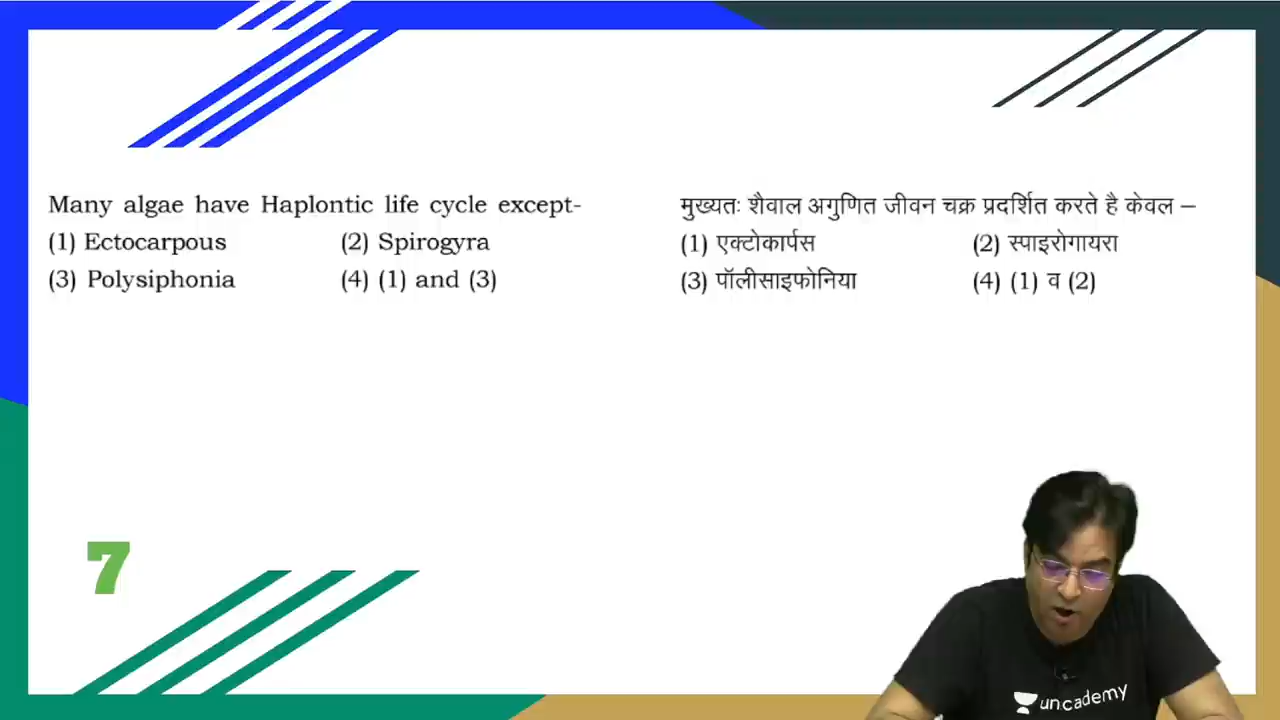 Many algae have Haplontic life cycle except-
(1) Ectocarpous (2) Spirogyra
(3) Polysiphonia (4) (1) and (3)
मुख्यतः शैवाल अगुणित जीवन चक्र प्रदर्शित करते है केवल –
(1) एक्टोकार्पस (2) स्पाइरोगायरा
(3) पॉलीसाइफोनिया (4) (1) व (2)
7
unacademy